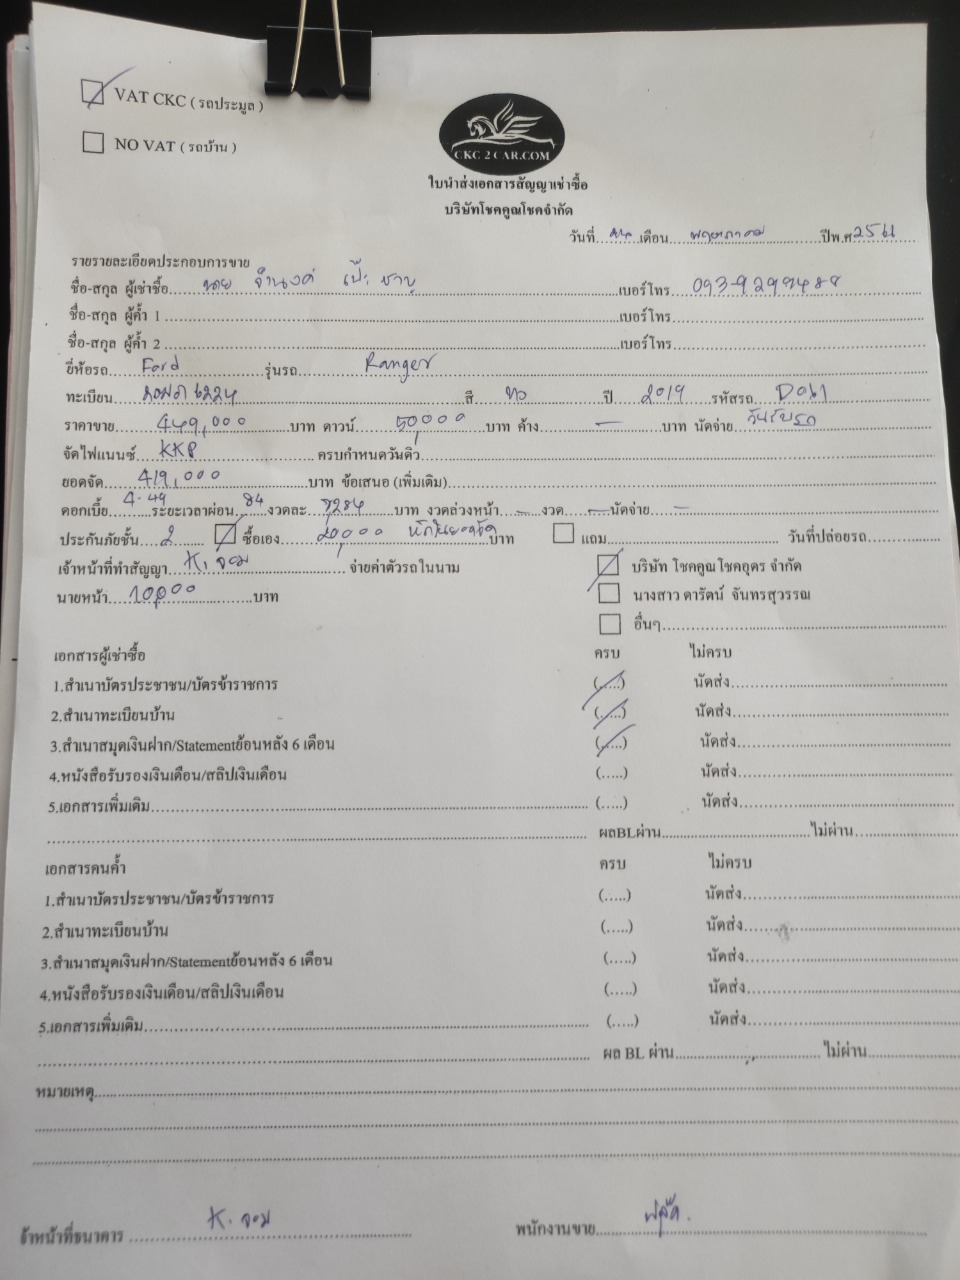 VAT CKC ( รถประมูล )
NO VAT ( รถบ้าน )
CKC 2 CAR.COM
ใบนำส่งเอกสารสัญญาเช่าซื้อ
บริษัทโชคคูณโชคจำกัด
วันที่..........เดือน พฤษภาคม ปีพ.ศ 2561
รายรายละเอียดประกอบการขาย
ชื่อ-สกุล ผู้เช่าซื้อ นาย จำนงค์ เบอร์โทร
ชื่อ-สกุล ผู้ค้ำ 1 เบอร์โทร
ชื่อ-สกุล ผู้ค้ำ 2 เบอร์โทร
ยี่ห้อรถ Ford รุ่นรถ Ranger
ทะเบียน 6224 สี ปี 2019 รหัสรถ D061
ราคาขาย 449,000 บาท ดาวน์ 50,000 บาท ค้าง - บาท นัดจ่าย วันรับรถ
จัดไฟแนนซ์ KKP ครบกำหนดวันคิว
ยอดจัด 419,000 บาท ข้อเสนอ (เพิ่มเติม)
ดอกเบี้ย 4.49 ระยะเวลาผ่อน 84 งวดละ บาท งวดล่วงหน้า - งวด - นัดจ่าย -
ประกันภัยชั้น 2 ซื้อเอง 20,000 หักในยอดจัด บาท แถม วันที่ปล่อยรถ
เจ้าหน้าที่ทำสัญญา K. จอม จ่ายค่าตัวรถในนาม บริษัท โชคคูณโชคอุดร จำกัด
นายหน้า 10,000 บาท นางสาว ดารัตน์ จันทรสุวรรณ
อื่นๆ
เอกสารผู้เช่าซื้อ ครบ ไม่ครบ
1.สำเนาบัตรประชาชน/บัตรข้าราชการ (.....) นัดส่ง
2.สำเนาทะเบียนบ้าน (.....) นัดส่ง
3.สำเนาสมุดเงินฝาก/Statementย้อนหลัง 6 เดือน (.....) นัดส่ง
4.หนังสือรับรองเงินเดือน/สลิปเงินเดือน (.....) นัดส่ง
5.เอกสารเพิ่มเติม (.....) นัดส่ง
ผลBLผ่าน ไม่ผ่าน
เอกสารคนค้ำ ครบ ไม่ครบ
1.สำเนาบัตรประชาชน/บัตรข้าราชการ (.....) นัดส่ง
2.สำเนาทะเบียนบ้าน (.....) นัดส่ง
3.สำเนาสมุดเงินฝาก/Statementย้อนหลัง 6 เดือน (.....) นัดส่ง
4.หนังสือรับรองเงินเดือน/สลิปเงินเดือน (.....) นัดส่ง
5.เอกสารเพิ่มเติม (.....) นัดส่ง
ผล BL ผ่าน ไม่ผ่าน
หมายเหตุ
จ้าหน้าที่ธนาคาร K. จอม พนักงานขาย